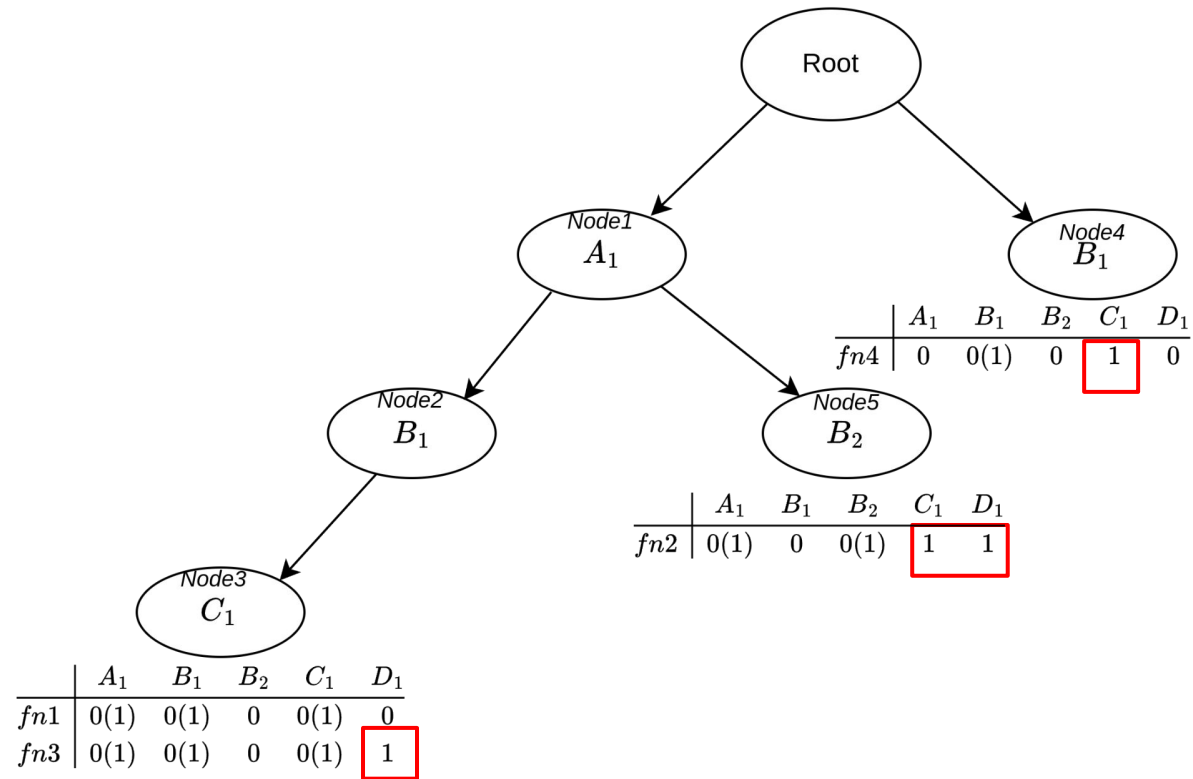 Root
Node1
A₁
Node4
B₁
A₁ B₁ B₂ C₁ D₁
fn4 0 0(1) 0 1 0
Node2
B₁
Node5
B₂
A₁ B₁ B₂ C₁ D₁
fn2 0(1) 0 0(1) 1 1
Node3
C₁
A₁ B₁ B₂ C₁ D₁
fn1 0(1) 0(1) 0 0(1) 0
fn3 0(1) 0(1) 0 0(1) 1